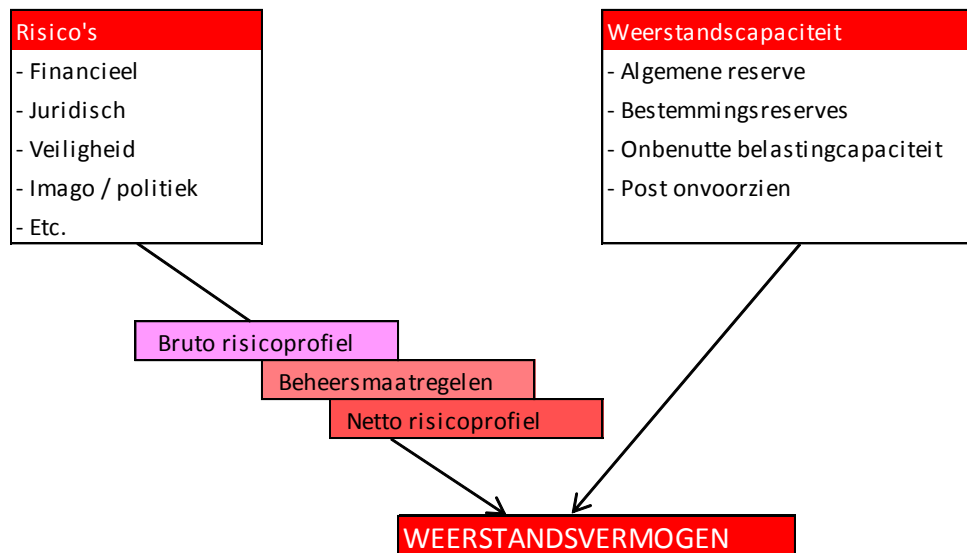 Risico's
- Financieel
- Juridisch
- Veiligheid
- Imago / politiek
- Etc.
Weerstandscapaciteit
- Algemene reserve
- Bestemmingsreserves
- Onbenutte belastingcapaciteit
- Post onvoorzien
Bruto risicoprofiel
Beheersmaatregelen
Netto risicoprofiel
WEERSTANDSVERMOGEN